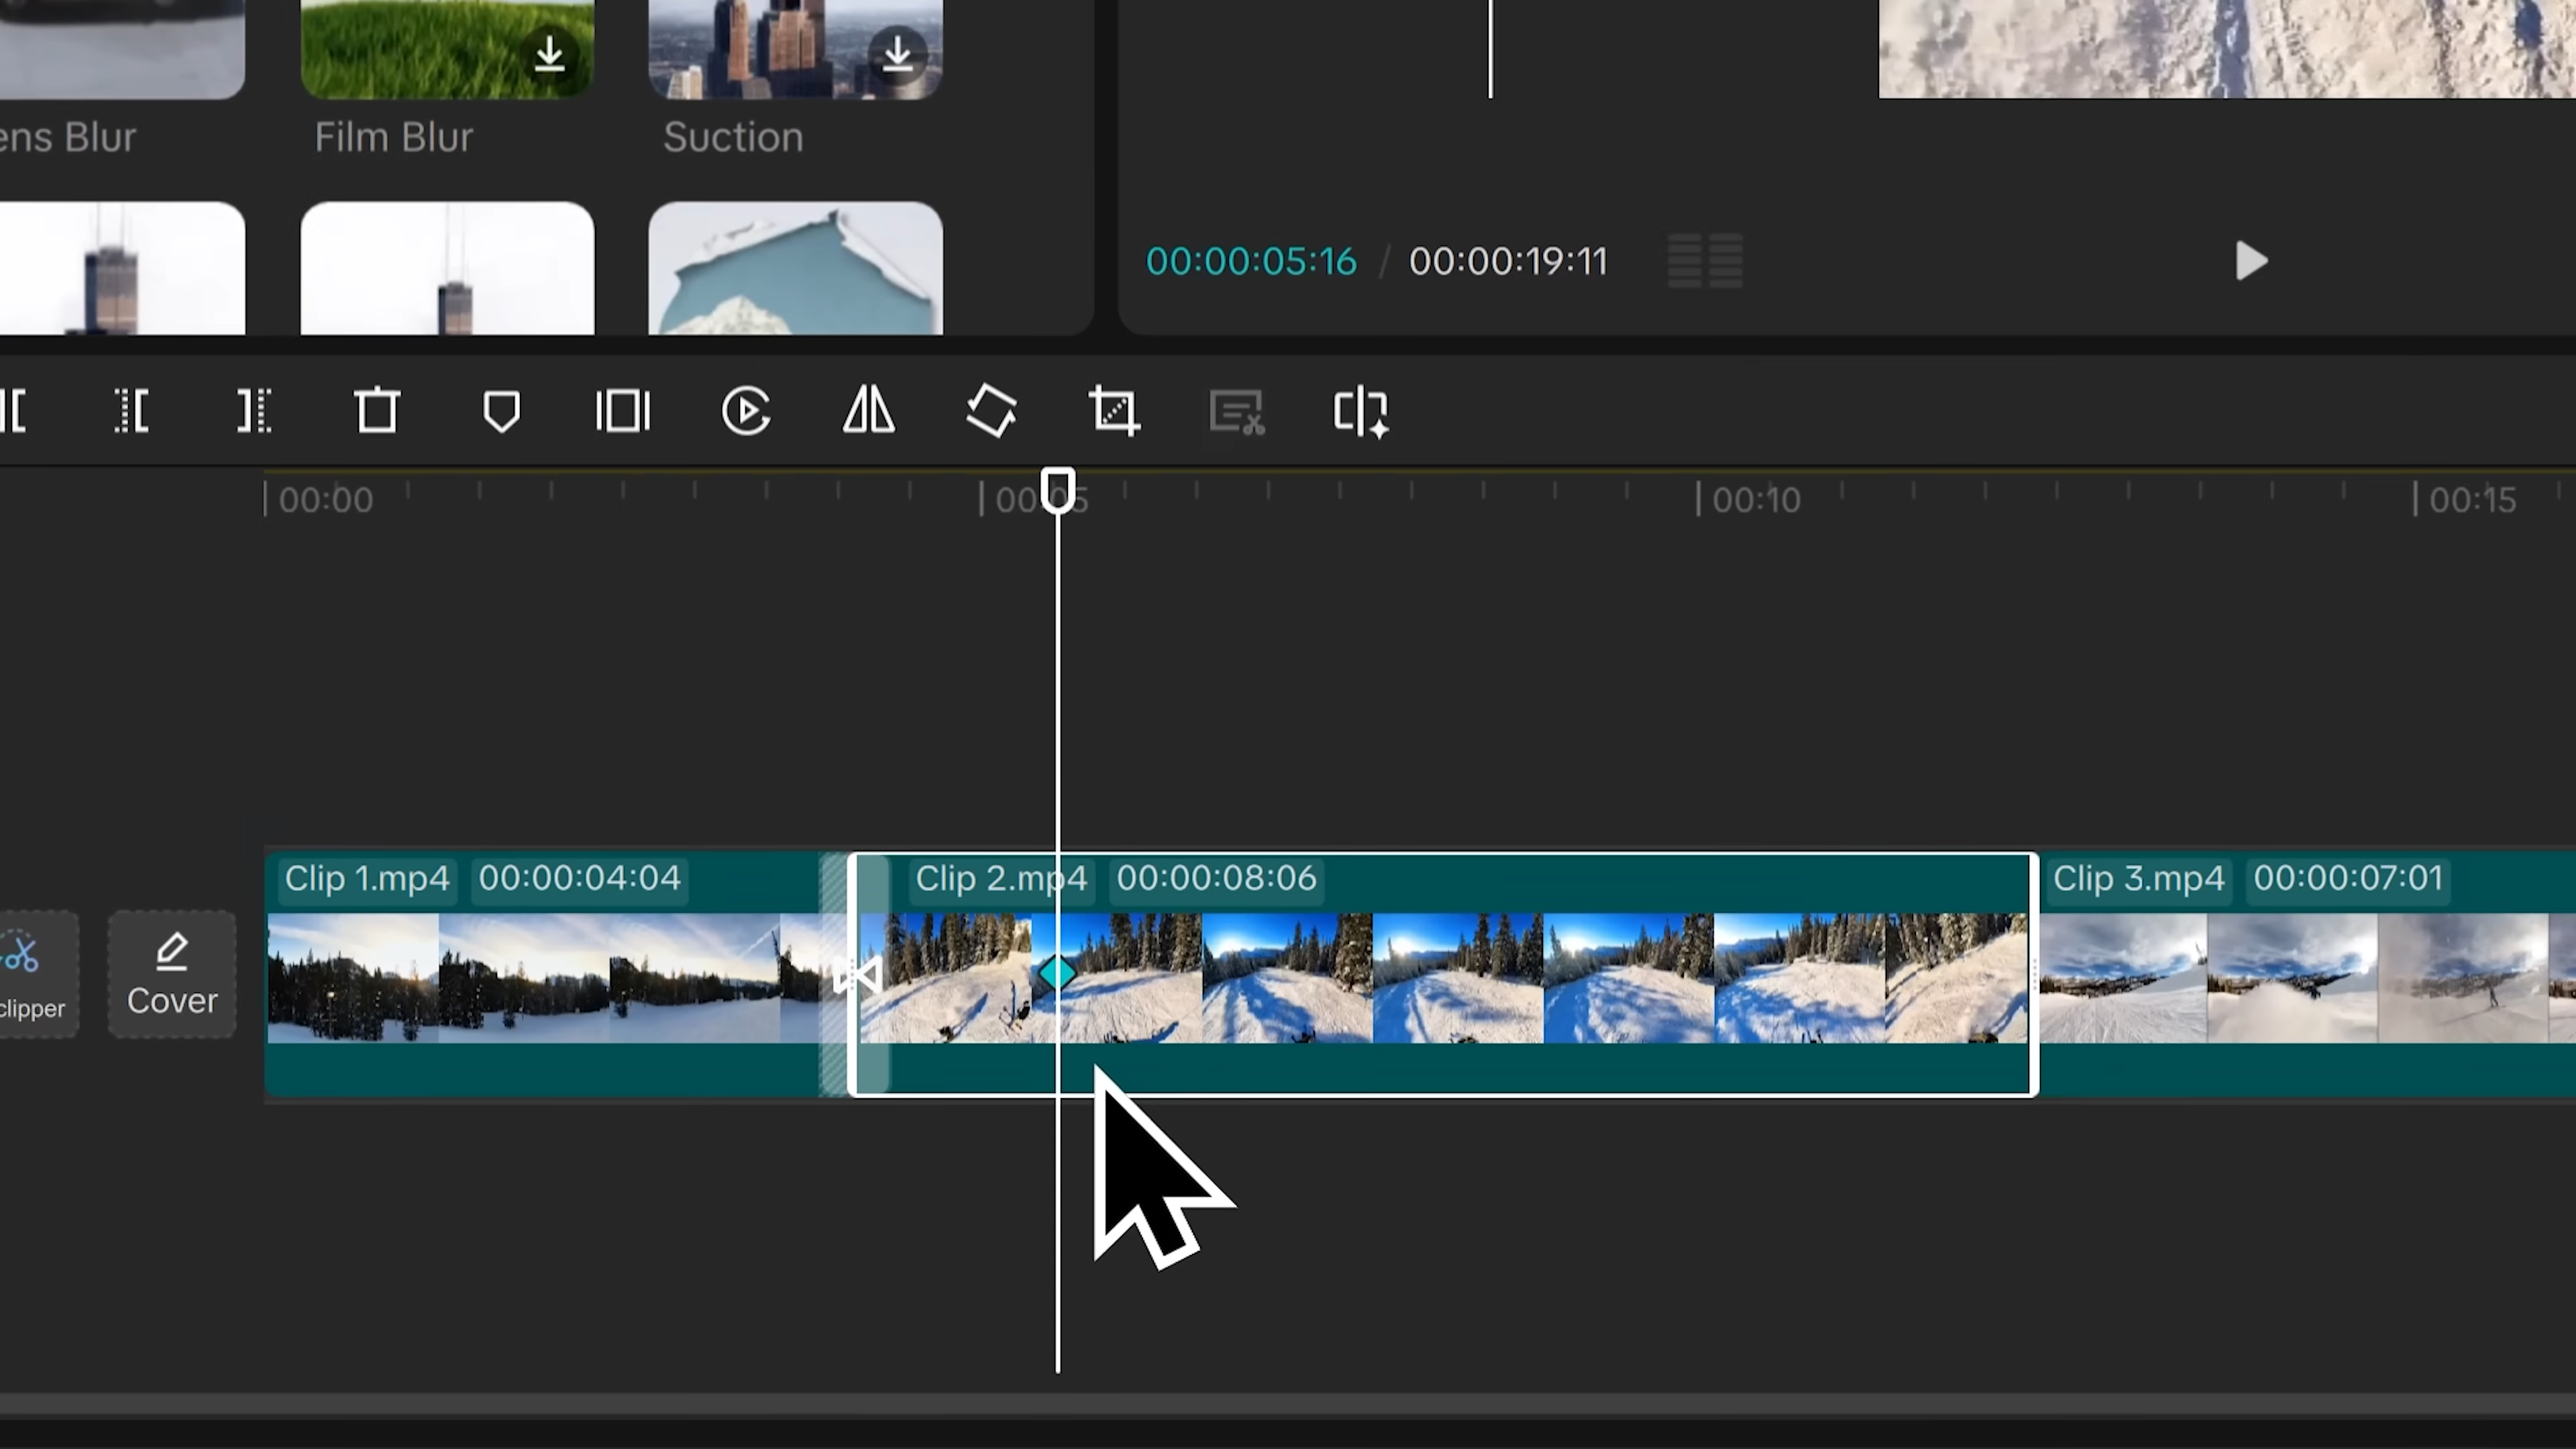 ens Blur
Film Blur
Suction
00:00:05:16 / 00:00:19:11
00:00
00:05
00:10
00:15
Clip 1.mp4 00:00:04:04
Clip 2.mp4 00:00:08:06
Clip 3.mp4 00:00:07:01
clipper
Cover